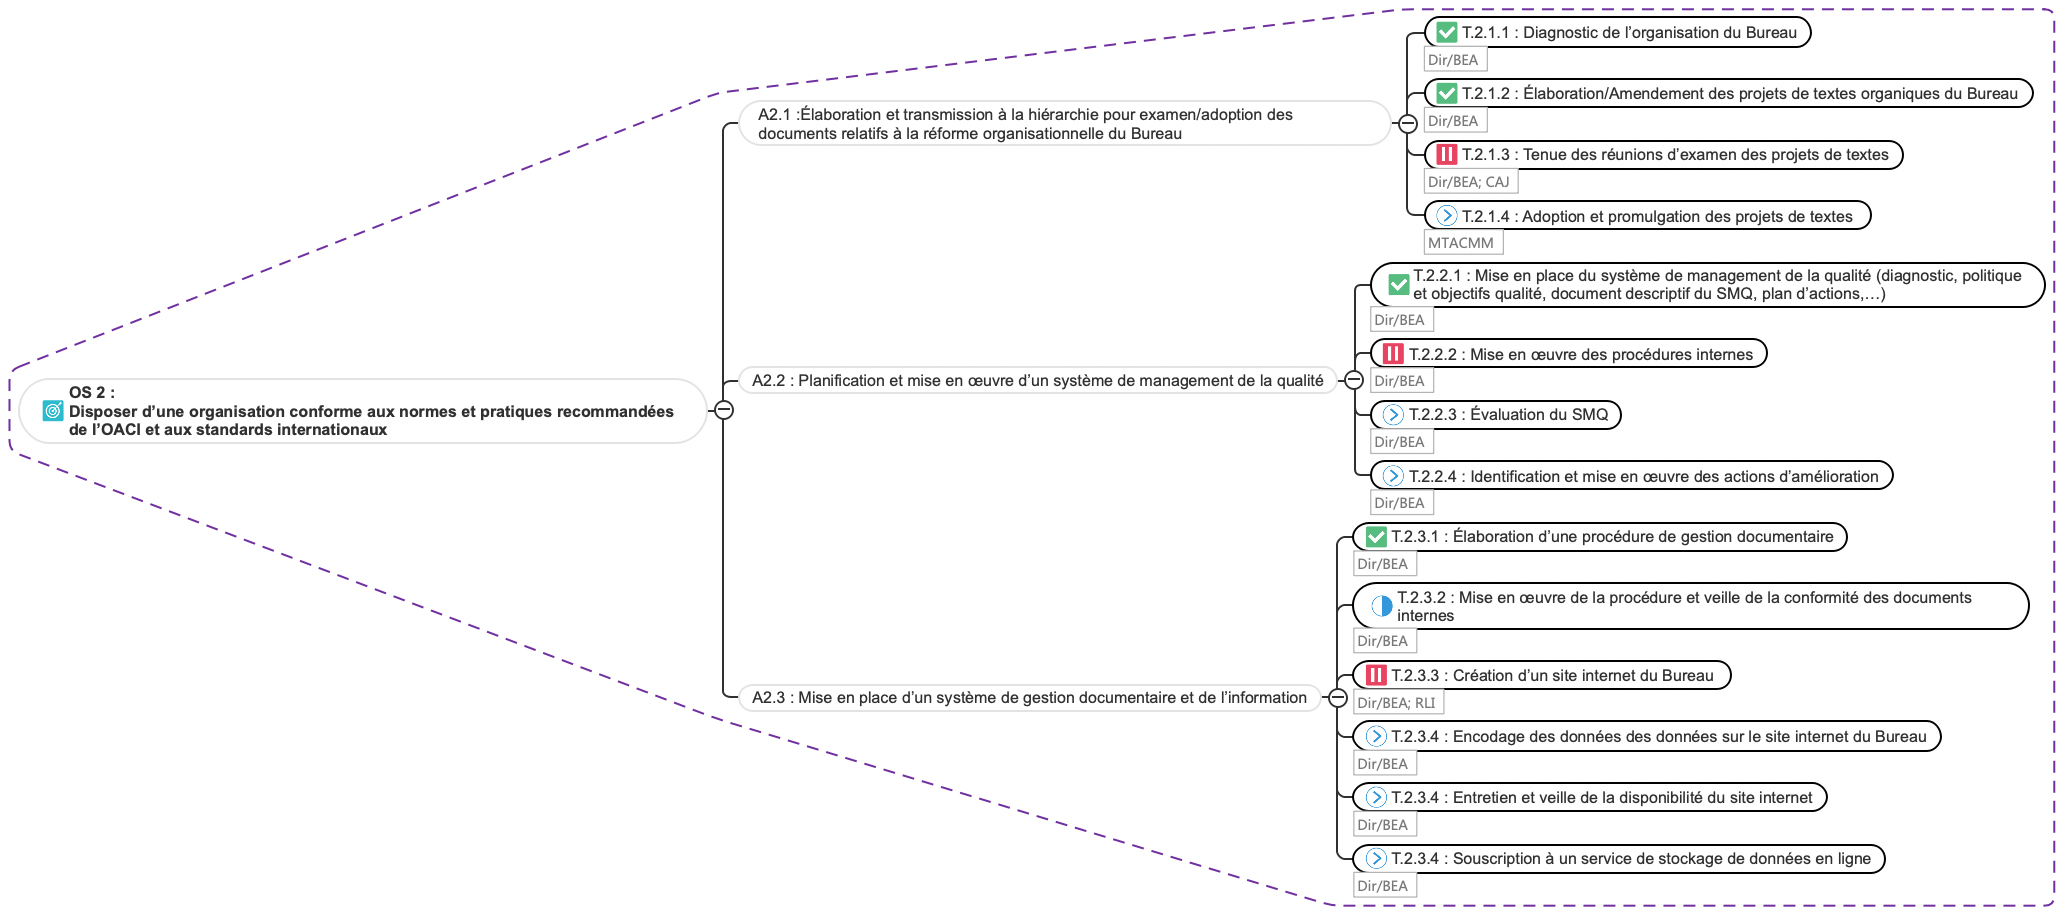 OS 2 :
Disposer d’une organisation conforme aux normes et pratiques recommandées
de l’OACI et aux standards internationaux
A2.1 :Élaboration et transmission à la hiérarchie pour examen/adoption des
documents relatifs à la réforme organisationnelle du Bureau
T.2.1.1 : Diagnostic de l’organisation du Bureau
Dir/BEA
T.2.1.2 : Élaboration/Amendement des projets de textes organiques du Bureau
Dir/BEA
T.2.1.3 : Tenue des réunions d’examen des projets de textes
Dir/BEA; CAJ
T.2.1.4 : Adoption et promulgation des projets de textes
MTACMM
A2.2 : Planification et mise en œuvre d’un système de management de la qualité
T.2.2.1 : Mise en place du système de management de la qualité (diagnostic, politique
et objectifs qualité, document descriptif du SMQ, plan d’actions,…)
Dir/BEA
T.2.2.2 : Mise en œuvre des procédures internes
Dir/BEA
T.2.2.3 : Évaluation du SMQ
Dir/BEA
T.2.2.4 : Identification et mise en œuvre des actions d’amélioration
Dir/BEA
A2.3 : Mise en place d’un système de gestion documentaire et de l’information
T.2.3.1 : Élaboration d’une procédure de gestion documentaire
Dir/BEA
T.2.3.2 : Mise en œuvre de la procédure et veille de la conformité des documents
internes
Dir/BEA
T.2.3.3 : Création d’un site internet du Bureau
Dir/BEA; RLI
T.2.3.4 : Encodage des données des données sur le site internet du Bureau
Dir/BEA
T.2.3.4 : Entretien et veille de la disponibilité du site internet
Dir/BEA
T.2.3.4 : Souscription à un service de stockage de données en ligne
Dir/BEA